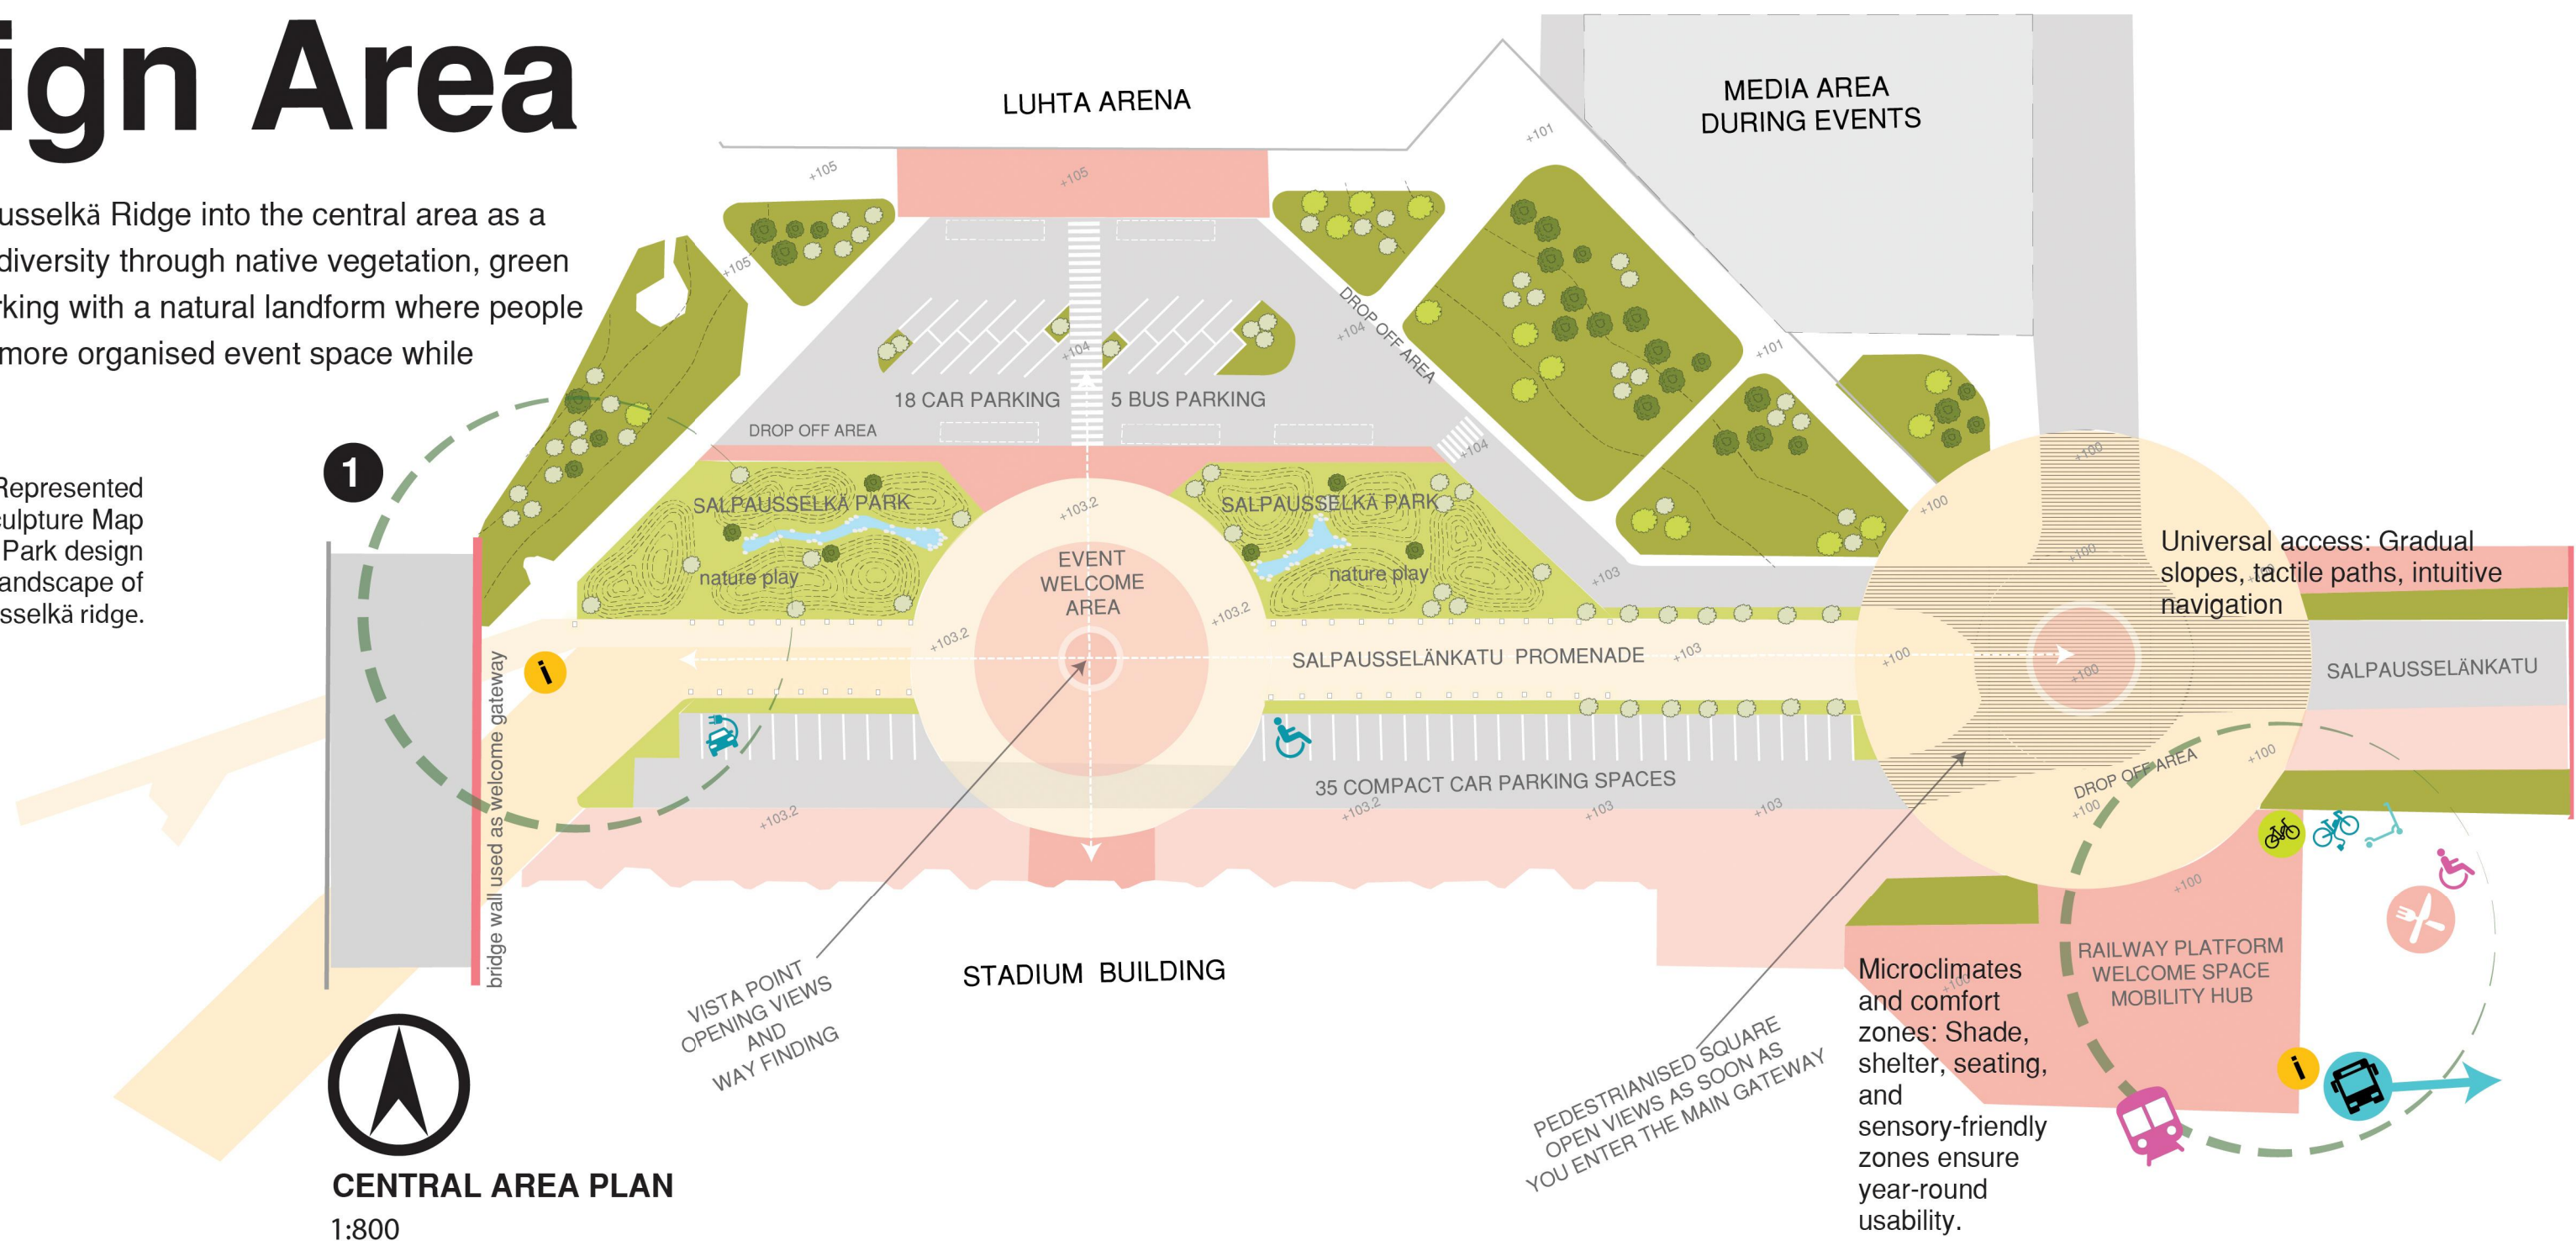 ign Area
usselkä Ridge into the central area as a
diversity through native vegetation, green
rking with a natural landform where people
more organised event space while
Represented
culpture Map
Park design
andscape of
sselkä ridge.
1
LUHTA ARENA
MEDIA AREA
DURING EVENTS
+101
+105
+105
+105
+104
+104
DROP OFF AREA
+101
18 CAR PARKING
5 BUS PARKING
DROP OFF AREA
+104
+100
SALPAUSSELKÄ PARK
+103.2
SALPAUSSELKÄ PARK
+100
EVENT
WELCOME
AREA
nature play
nature play
+103
+100
+100
Universal access: Gradual
slopes, tactile paths, intuitive
navigation
+103.2
+103.2
i
SALPAUSSELÄNKATU PROMENADE
+103
+100
+100
SALPAUSSELÄNKATU
bridge wall used as welcome gateway
35 COMPACT CAR PARKING SPACES
DROP OFF AREA
+100
+100
+103.2
+103.2
+103
+103
+100
STADIUM BUILDING
VISTA POINT
OPENING VIEWS
AND
WAY FINDING
PEDESTRIANISED SQUARE
OPEN VIEWS AS SOON AS
YOU ENTER THE MAIN GATEWAY
RAILWAY PLATFORM
WELCOME SPACE
MOBILITY HUB
+100
Microclimates
and comfort
zones: Shade,
shelter, seating,
and
sensory-friendly
zones ensure
year-round
usability.
i
CENTRAL AREA PLAN
1:800